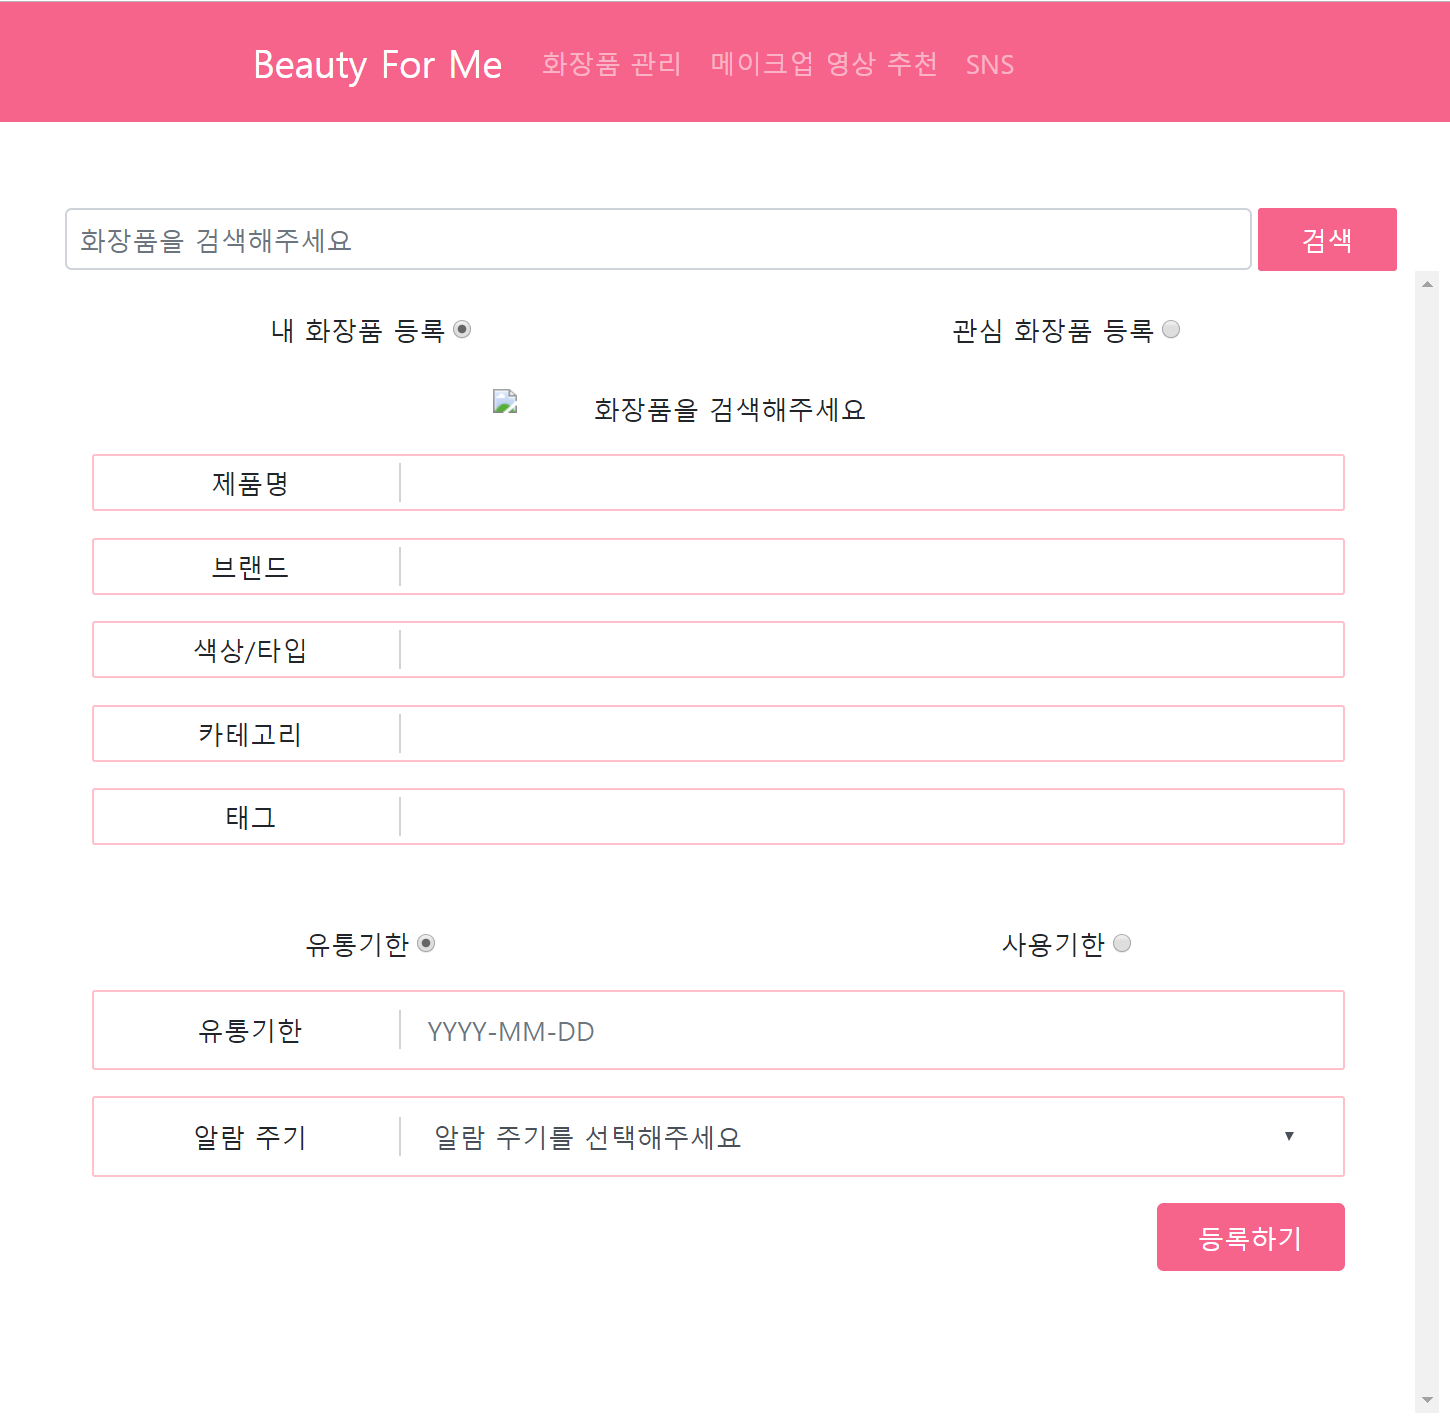 Beauty For Me 화장품 관리 메이크업 영상 추천 SNS
화장품을 검색해주세요 검색
내 화장품 등록 관심 화장품 등록
화장품을 검색해주세요
제품명
브랜드
색상/타입
카테고리
태그
유통기한 사용기한
유통기한 YYYY-MM-DD
알람 주기 알람 주기를 선택해주세요
등록하기